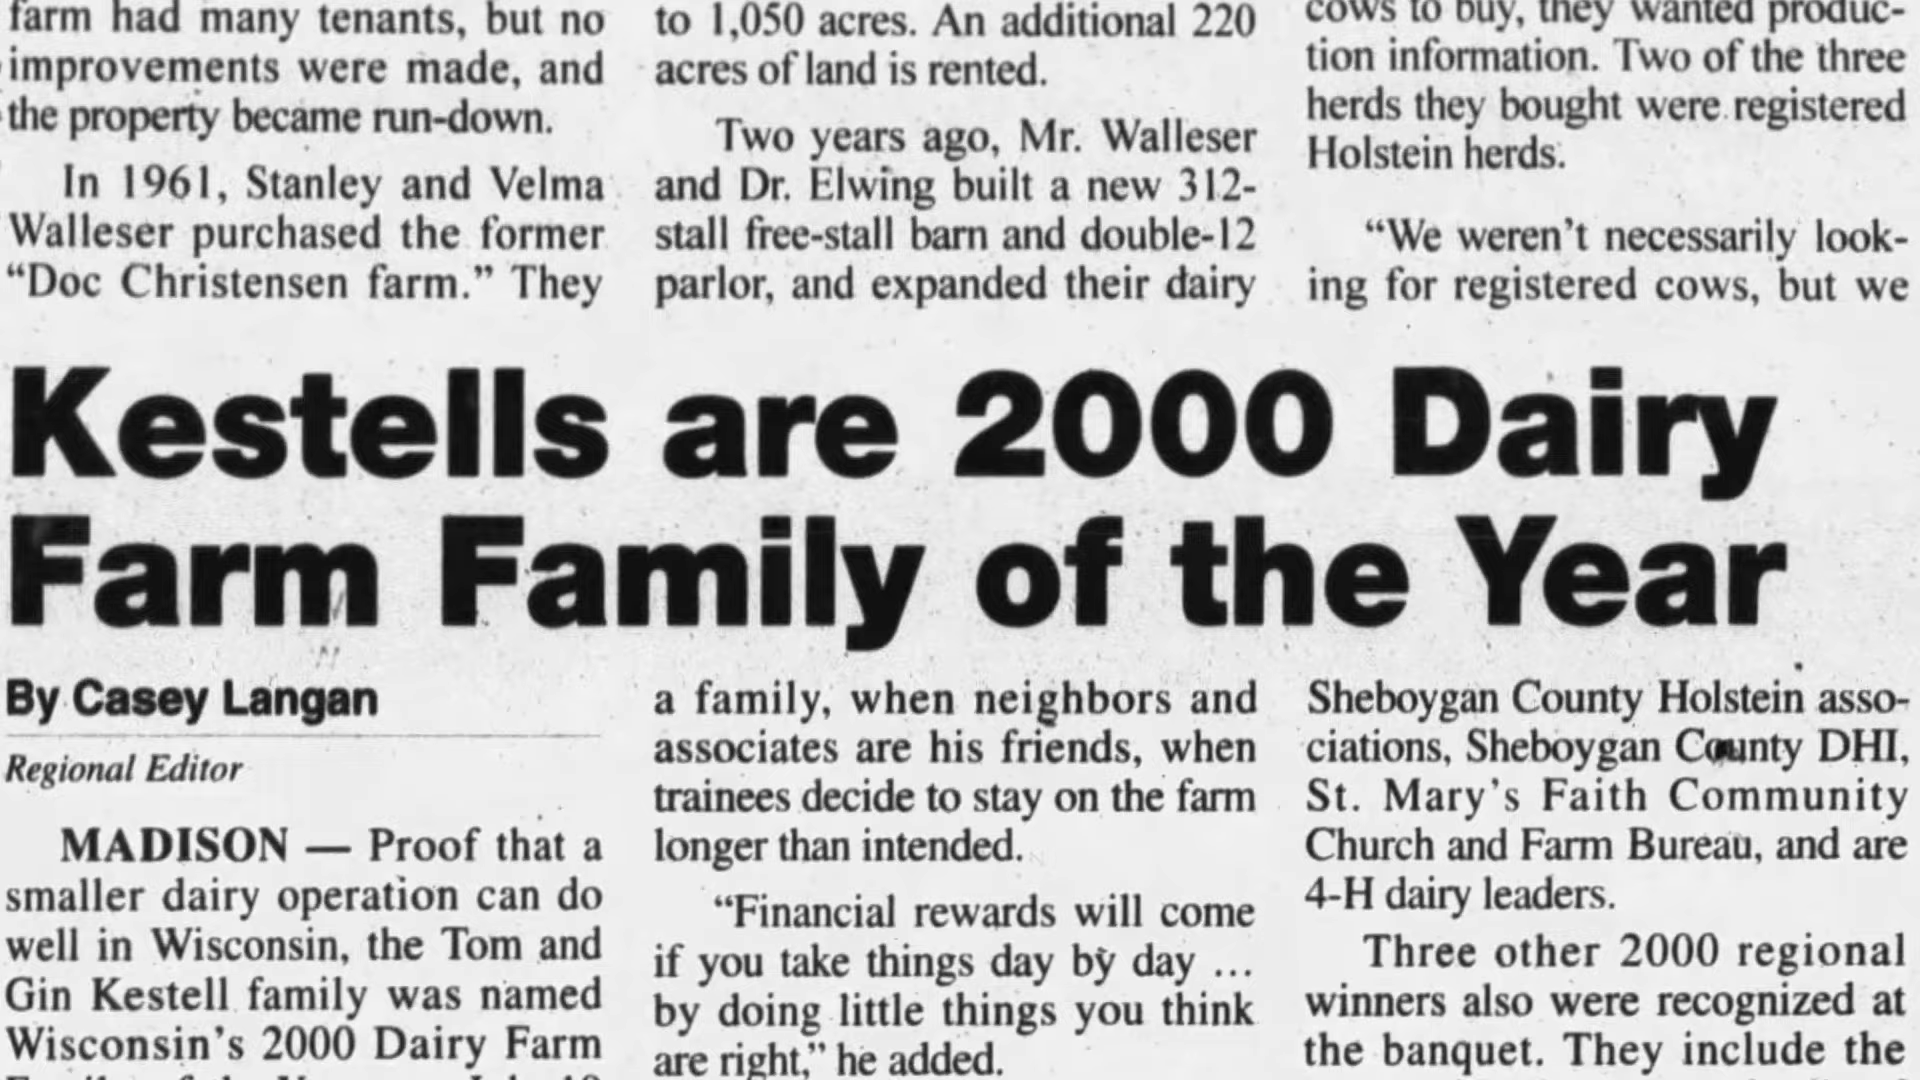 farm had many tenants, but no
improvements were made, and
the property became run-down.
In 1961, Stanley and Velma
Walleser purchased the former
“Doc Christensen farm.” They
to 1,050 acres. An additional 220
acres of land is rented.
Two years ago, Mr. Walleser
and Dr. Elwing built a new 312-
stall free-stall barn and double-12
parlor, and expanded their dairy
cows to buy, they wanted produc-
tion information. Two of the three
herds they bought were registered
Holstein herds.
“We weren’t necessarily look-
ing for registered cows, but we
Kestells are 2000 Dairy
Farm Family of the Year
By Casey Langan
Regional Editor
MADISON — Proof that a
smaller dairy operation can do
well in Wisconsin, the Tom and
Gin Kestell family was named
Wisconsin’s 2000 Dairy Farm
a family, when neighbors and
associates are his friends, when
trainees decide to stay on the farm
longer than intended.
“Financial rewards will come
if you take things day by day ...
by doing little things you think
are right,” he added.
Sheboygan County Holstein asso-
ciations, Sheboygan County DHI,
St. Mary’s Faith Community
Church and Farm Bureau, and are
4-H dairy leaders.
Three other 2000 regional
winners also were recognized at
the banquet. They include the